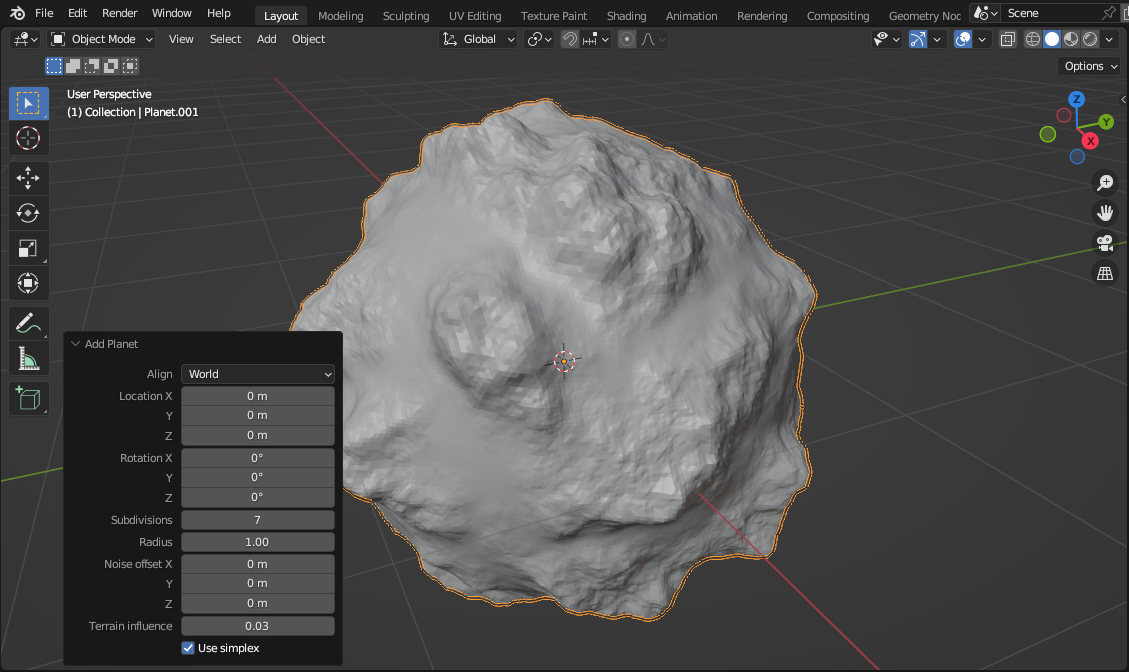 File Edit Render Window Help Layout Modeling Sculpting UV Editing Texture Paint Shading Animation Rendering Compositing Geometry Noc Scene
Object Mode View Select Add Object Global
Options
User Perspective
(1) Collection | Planet.001
Z
Y
X
Add Planet
Align World
Location X 0 m
Y 0 m
Z 0 m
Rotation X 0°
Y 0°
Z 0°
Subdivisions 7
Radius 1.00
Noise offset X 0 m
Y 0 m
Z 0 m
Terrain influence 0.03
Use simplex